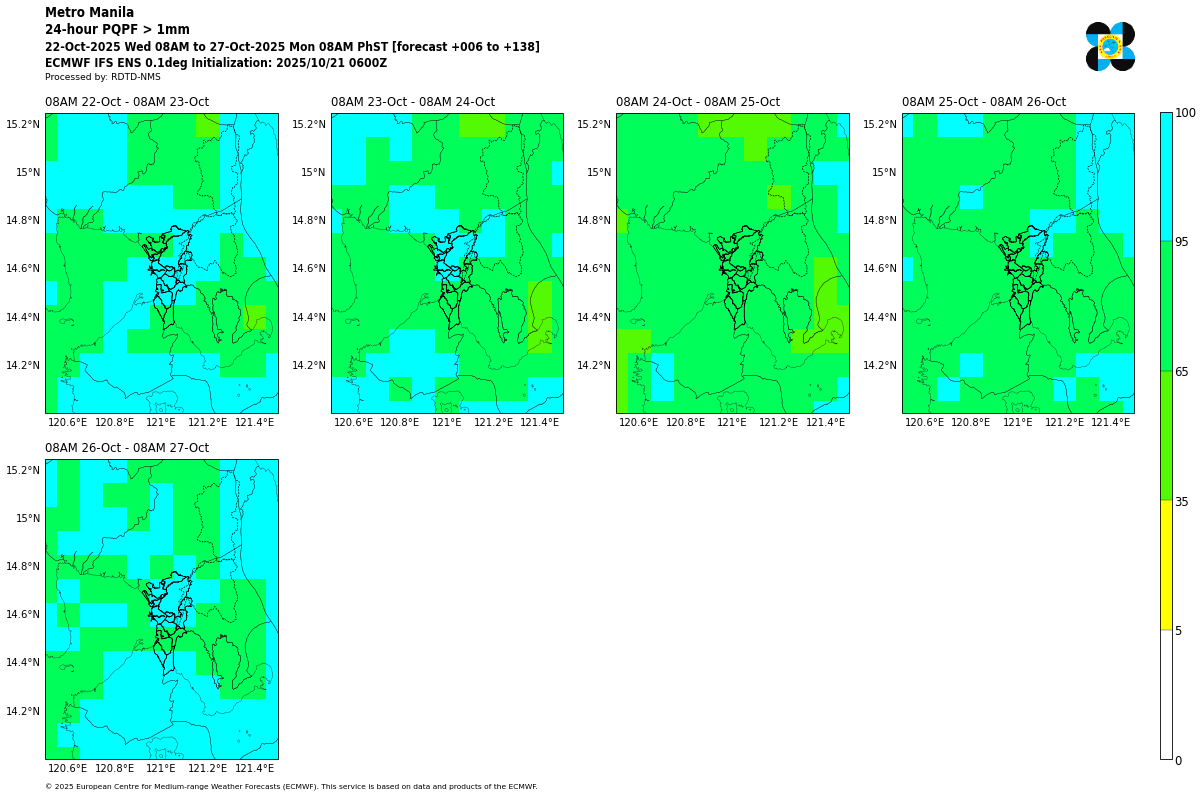 Metro Manila
24-hour PQPF > 1mm
22-Oct-2025 Wed 08AM to 27-Oct-2025 Mon 08AM PhST [forecast +006 to +138]
ECMWF IFS ENS 0.1deg Initialization: 2025/10/21 0600Z
Processed by: RDTD-NMS
08AM 22-Oct - 08AM 23-Oct
08AM 23-Oct - 08AM 24-Oct
08AM 24-Oct - 08AM 25-Oct
08AM 25-Oct - 08AM 26-Oct
15.2°N
15°N
14.8°N
14.6°N
14.4°N
14.2°N
120.6°E 120.8°E 121°E 121.2°E 121.4°E
15.2°N
15°N
14.8°N
14.6°N
14.4°N
14.2°N
120.6°E 120.8°E 121°E 121.2°E 121.4°E
15.2°N
15°N
14.8°N
14.6°N
14.4°N
14.2°N
120.6°E 120.8°E 121°E 121.2°E 121.4°E
15.2°N
15°N
14.8°N
14.6°N
14.4°N
14.2°N
120.6°E 120.8°E 121°E 121.2°E 121.4°E
08AM 26-Oct - 08AM 27-Oct
15.2°N
15°N
14.8°N
14.6°N
14.4°N
14.2°N
120.6°E 120.8°E 121°E 121.2°E 121.4°E
100
95
65
35
5
0
© 2025 European Centre for Medium-range Weather Forecasts (ECMWF). This service is based on data and products of the ECMWF.